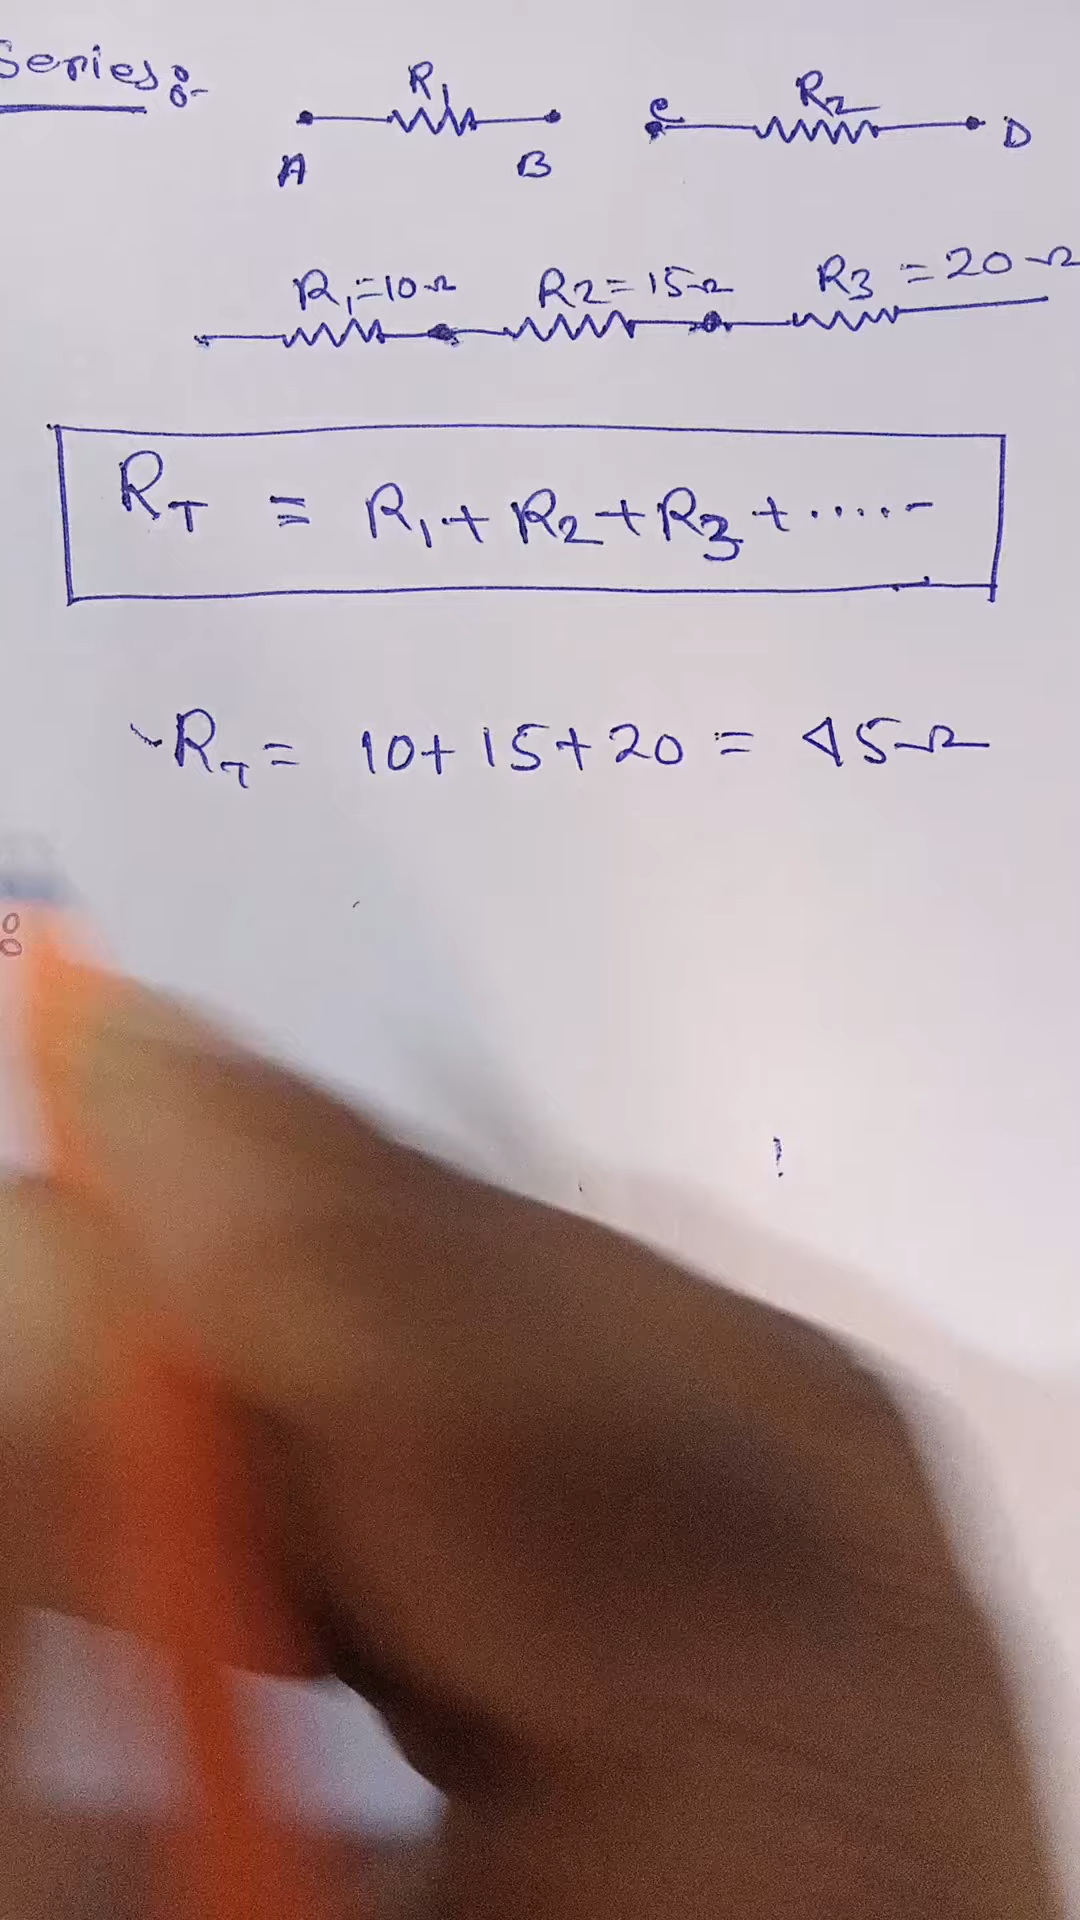 Series :-
R1 R2
A B C D
R1=10Ω R2=15Ω R3=20Ω
RT = R1+R2+R3+.....-
RT= 10+15+20= 45Ω